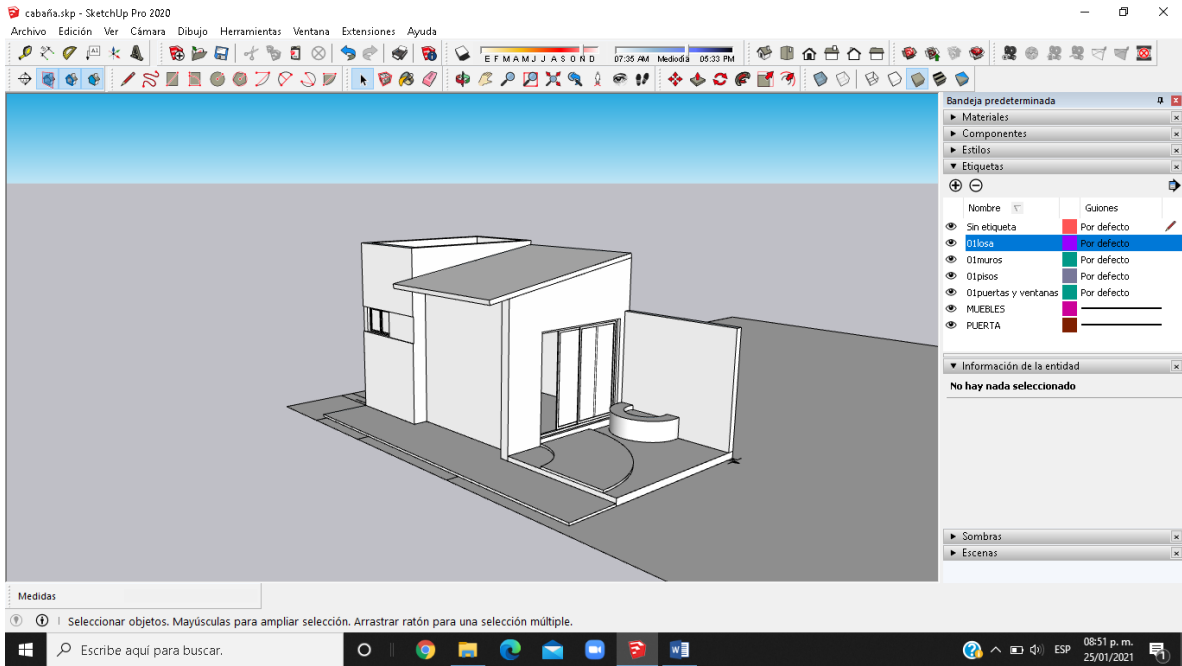 cabaña.skp - SketchUp Pro 2020
Archivo Edición Ver Cámara Dibujo Herramientas Ventana Extensiones Ayuda
E F M A M J J A S O N D 07:35 AM Mediodía 05:33 PM
Bandeja predeterminada
Materiales
Componentes
Estilos
Etiquetas
Nombre Guiones
Sin etiqueta Por defecto
01losa Por defecto
01muros Por defecto
01pisos Por defecto
01puertas y ventanas Por defecto
MUEBLES
PUERTA
Información de la entidad
No hay nada seleccionado
Sombras
Escenas
Medidas
Seleccionar objetos. Mayúsculas para ampliar selección. Arrastrar ratón para una selección múltiple.
Escribe aquí para buscar.
ESP
08:51 p. m.
25/01/2021
1